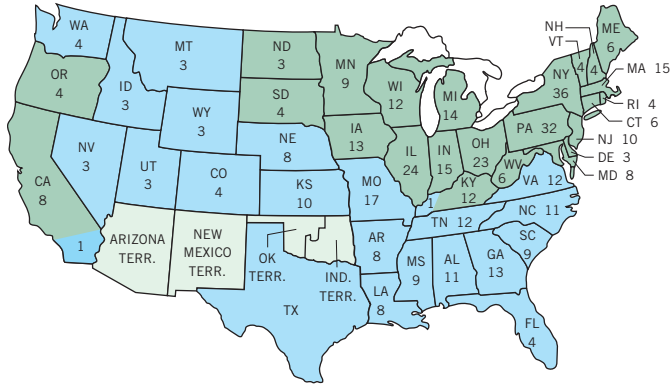 WA
4
OR
4
CA
8
1
NV
3
ID
3
MT
3
WY
3
UT
3
CO
4
ARIZONA
TERR.
NEW
MEXICO
TERR.
ND
3
SD
4
NE
8
KS
10
OK
TERR.
IND.
TERR.
TX
MN
9
IA
13
MO
17
AR
8
LA
8
WI
12
IL
24
MI
14
IN
15
OH
23
KY
12
1
TN 12
MS
9
AL
11
GA
13
FL
4
SC
9
NC 11
VA 12
WV
6
PA 32
NY
36
VT
4
NH
4
ME
6
MA 15
RI 4
CT 6
NJ 10
DE 3
MD 8